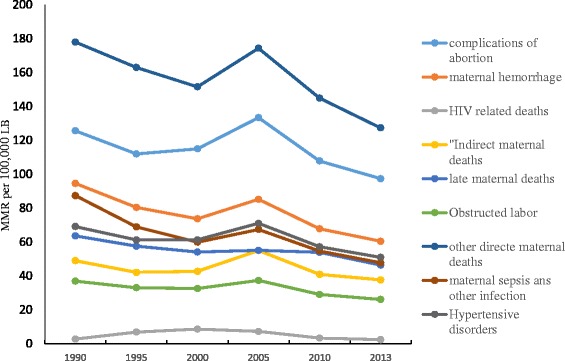 200
180
160
140
120
100
80
60
40
20
0
MMR per 100,000 LB
1990
1995
2000
2005
2010
2013
complications of
abortion
maternal hemorrhage
HIV related deaths
"Indirect maternal
deaths
late maternal deaths
Obstructed labor
other directe maternal
deaths
maternal sepsis ans
other infection
Hypertensive
disorders